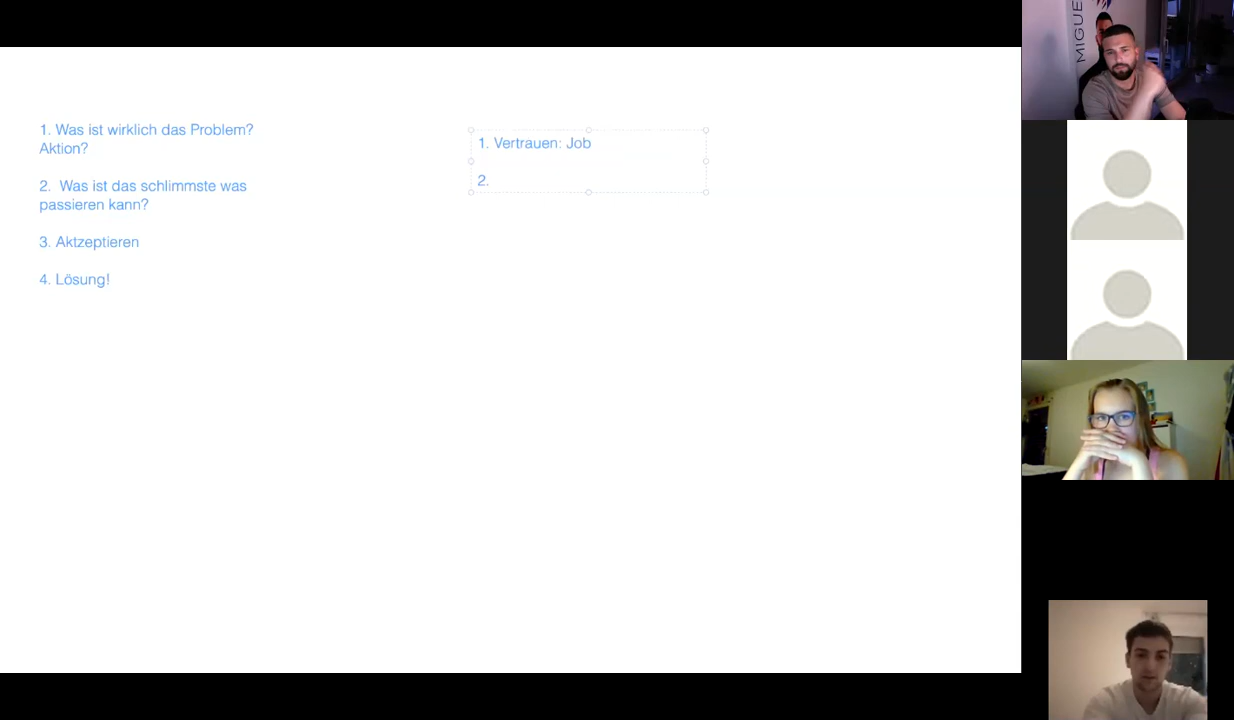 1. Was ist wirklich das Problem?
Aktion?
2. Was ist das schlimmste was
passieren kann?
3. Aktzeptieren
4. Lösung!
1. Vertrauen: Job
2.
MIGUE